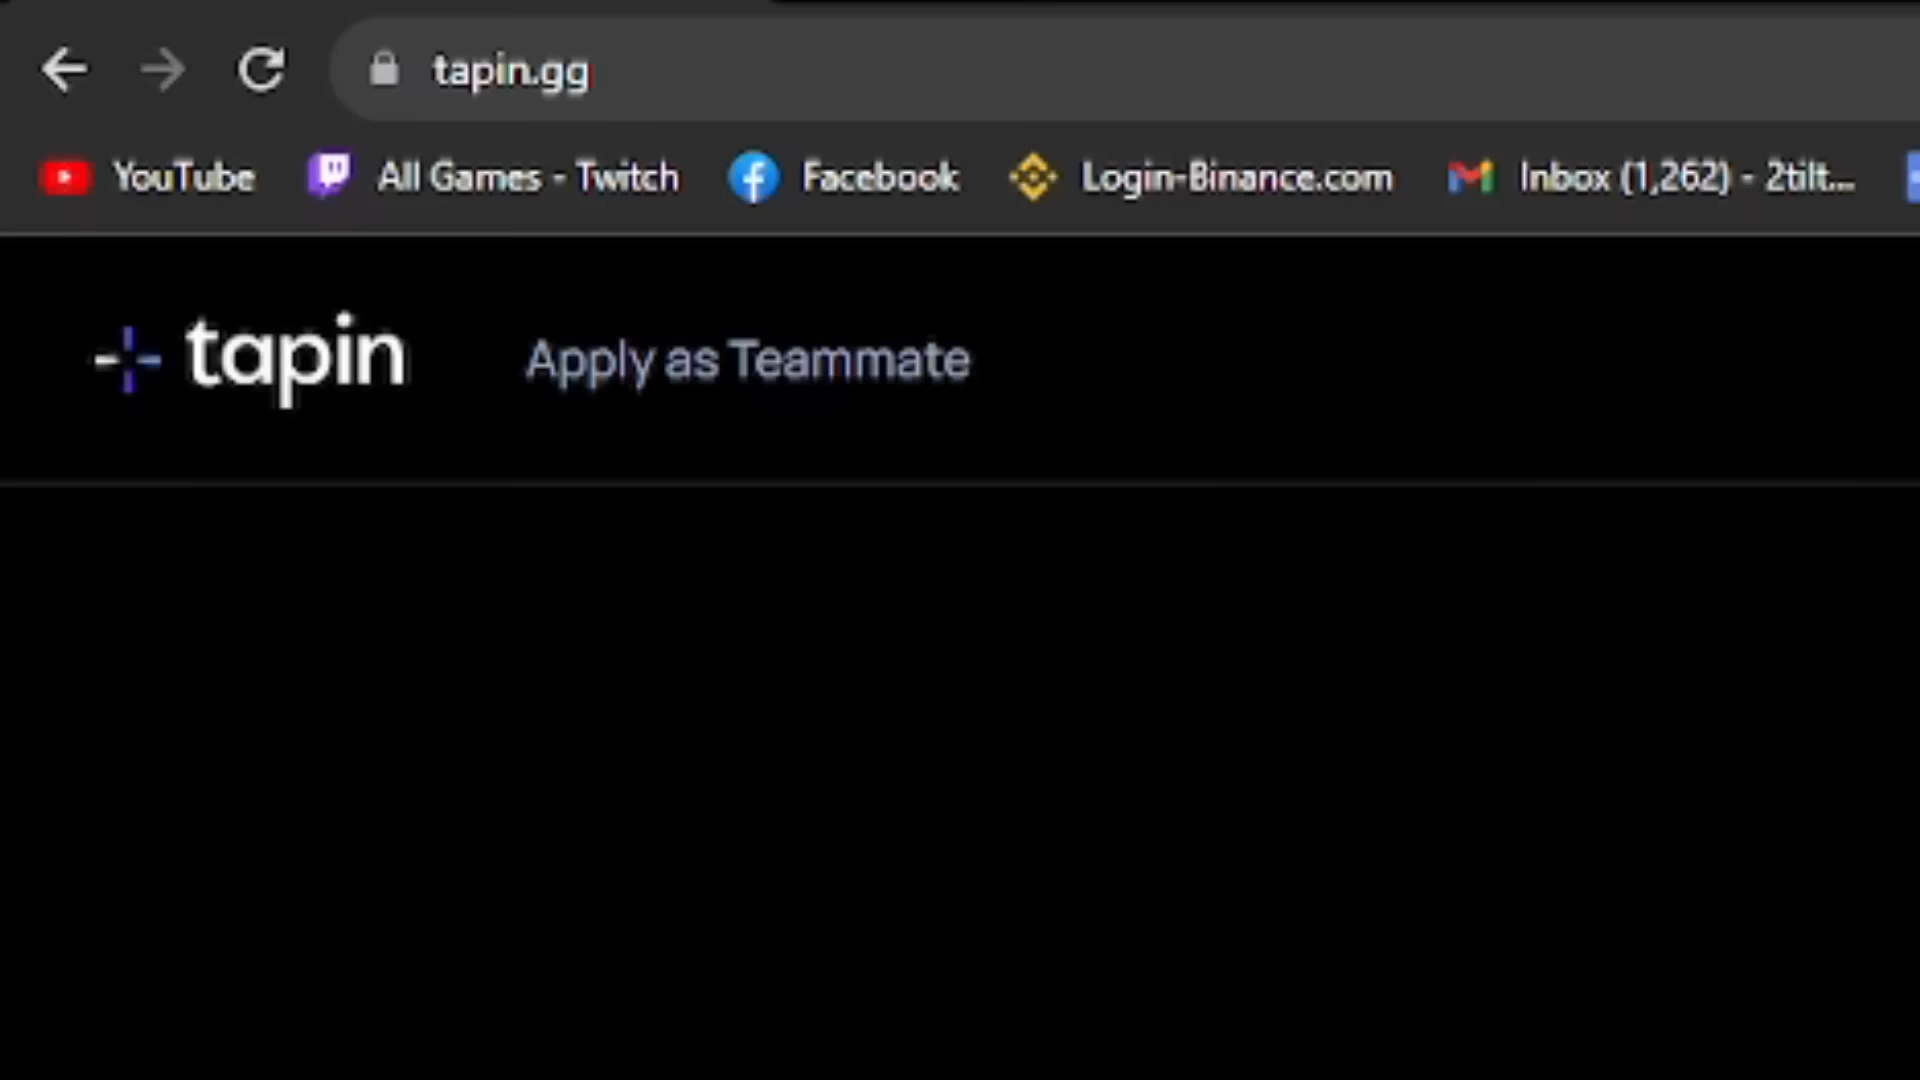 tapin.gg
YouTube All Games - Twitch Facebook Login-Binance.com Inbox (1,262) - 2tilt...
tapin Apply as Teammate